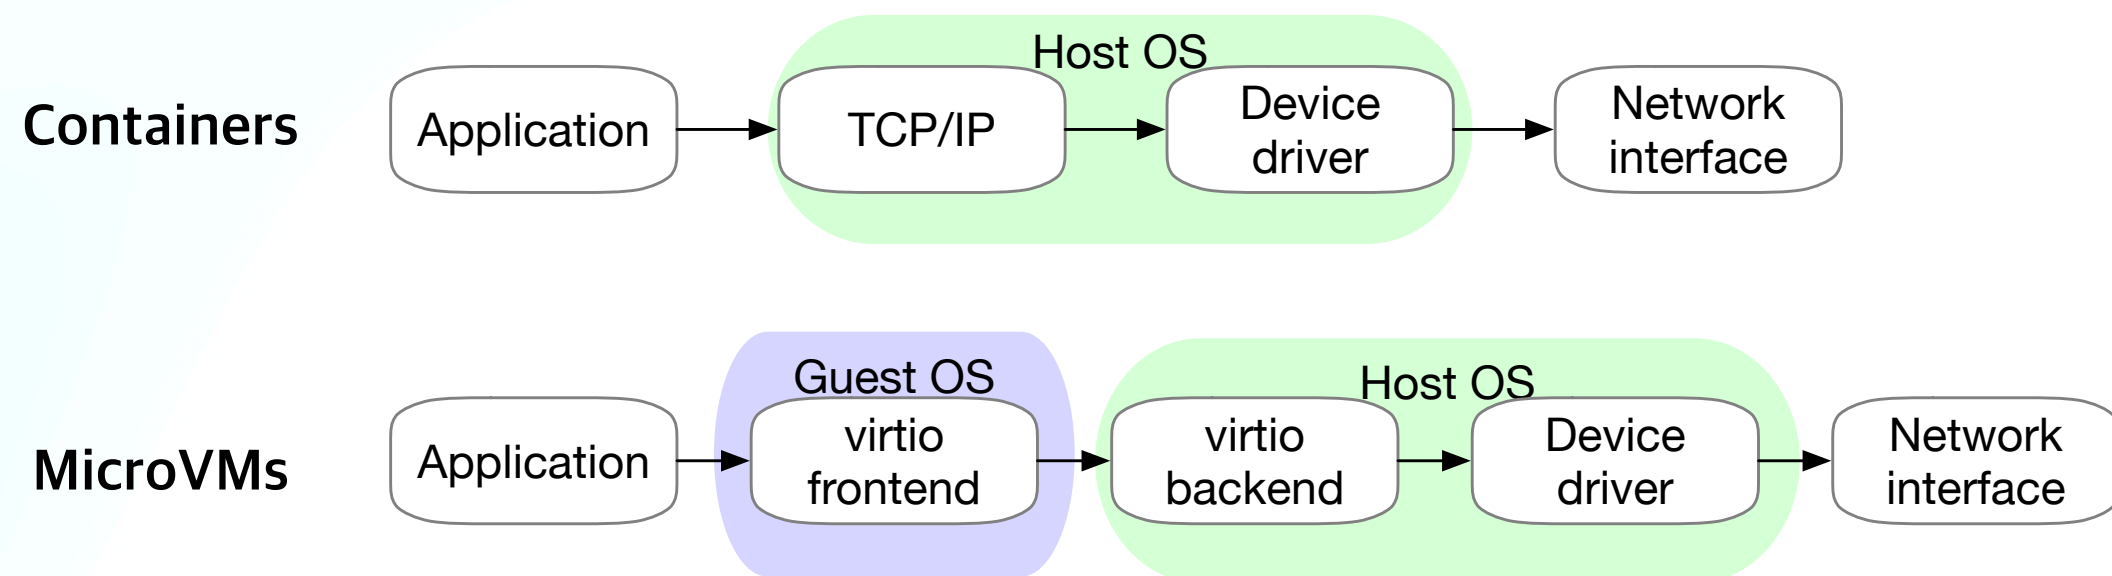 Host OS
Containers
Application
TCP/IP
Device
driver
Network
interface
Guest OS
Host OS
MicroVMs
Application
virtio
frontend
virtio
backend
Device
driver
Network
interface